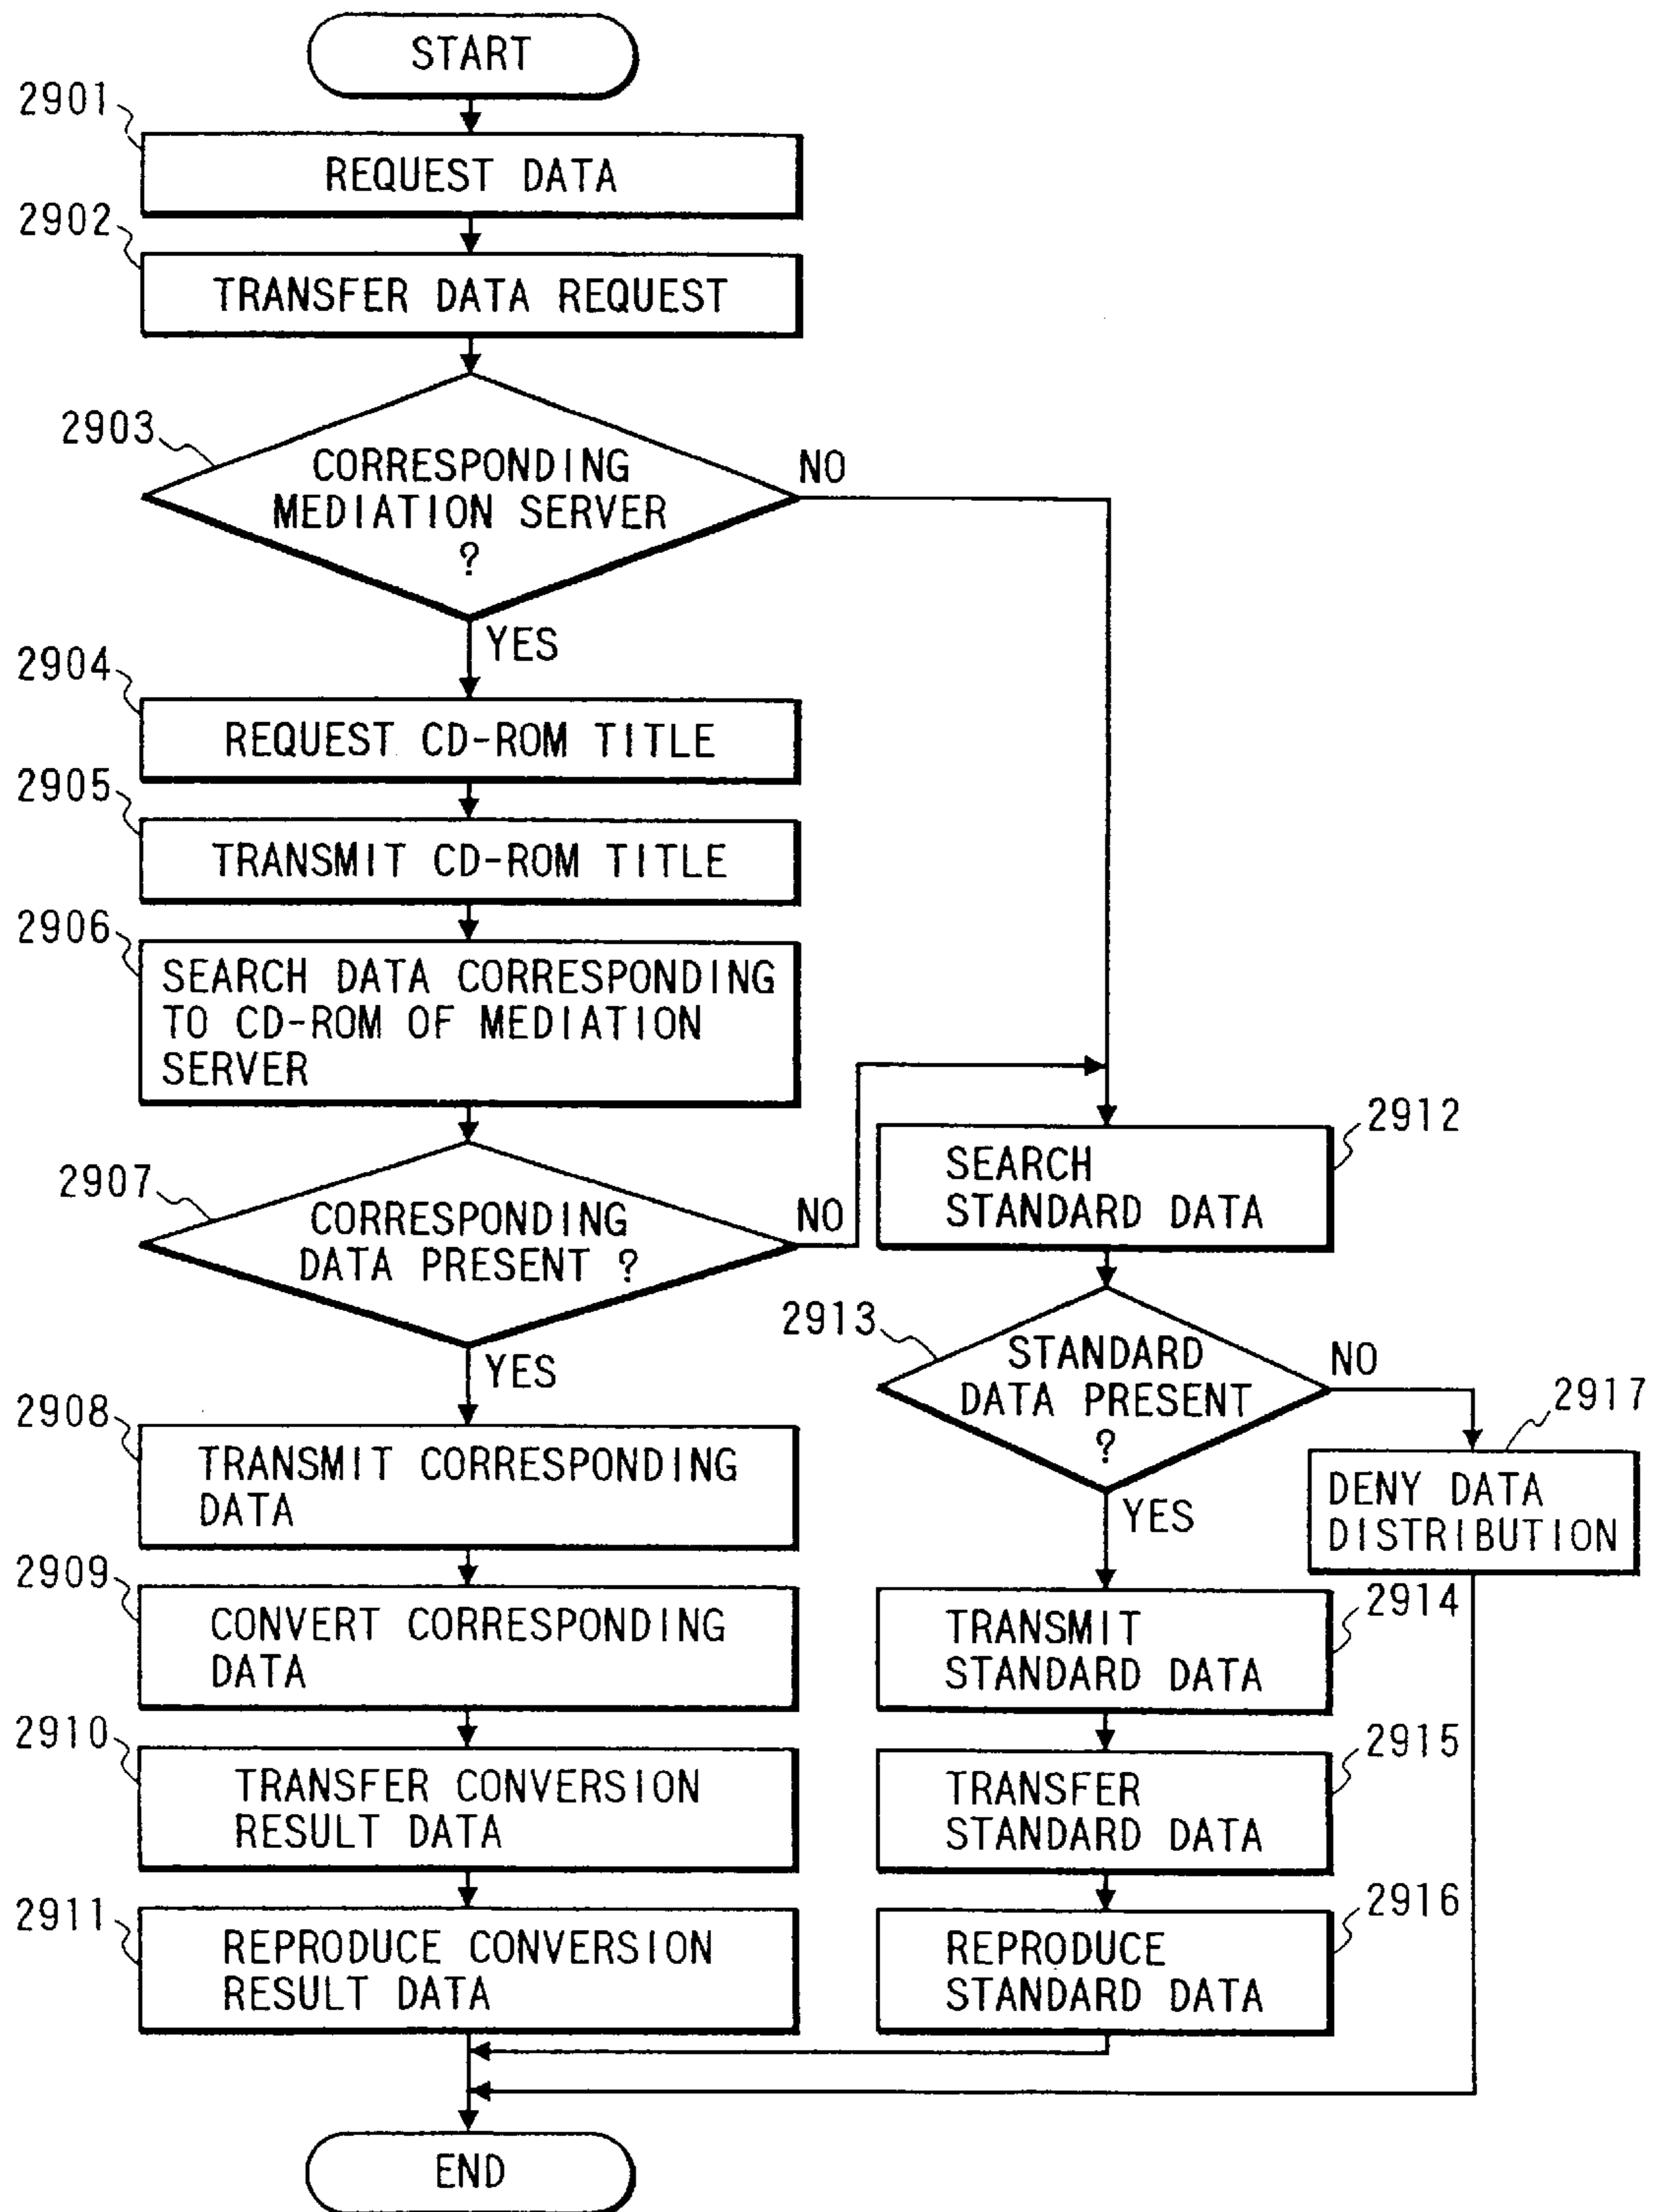 START
2901
REQUEST DATA
2902
TRANSFER DATA REQUEST
2903
CORRESPONDING
MEDIATION SERVER
?
NO
YES
2904
REQUEST CD-ROM TITLE
2905
TRANSMIT CD-ROM TITLE
2906
SEARCH DATA CORRESPONDING
TO CD-ROM OF MEDIATION
SERVER
2907
CORRESPONDING
DATA PRESENT ?
NO
YES
2908
TRANSMIT CORRESPONDING
DATA
2909
CONVERT CORRESPONDING
DATA
2910
TRANSFER CONVERSION
RESULT DATA
2911
REPRODUCE CONVERSION
RESULT DATA
2912
SEARCH
STANDARD DATA
2913
STANDARD
DATA PRESENT
?
NO
YES
2917
DENY DATA
DISTRIBUTION
2914
TRANSMIT
STANDARD DATA
2915
TRANSFER
STANDARD DATA
2916
REPRODUCE
STANDARD DATA
END